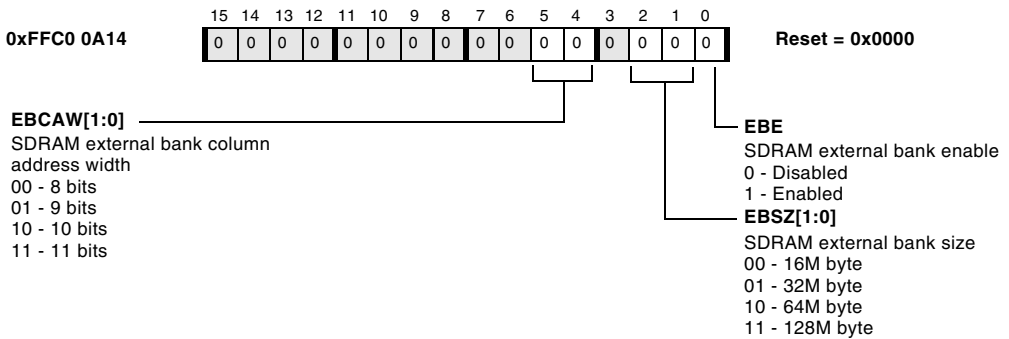 15 14 13 12 11 10 9 8 7 6 5 4 3 2 1 0
0xFFC0 0A14 0 0 0 0 0 0 0 0 0 0 0 0 0 0 0 0 Reset = 0x0000
EBCAW[1:0]
SDRAM external bank column
address width
00 - 8 bits
01 - 9 bits
10 - 10 bits
11 - 11 bits
EBE
SDRAM external bank enable
0 - Disabled
1 - Enabled
EBSZ[1:0]
SDRAM external bank size
00 - 16M byte
01 - 32M byte
10 - 64M byte
11 - 128M byte